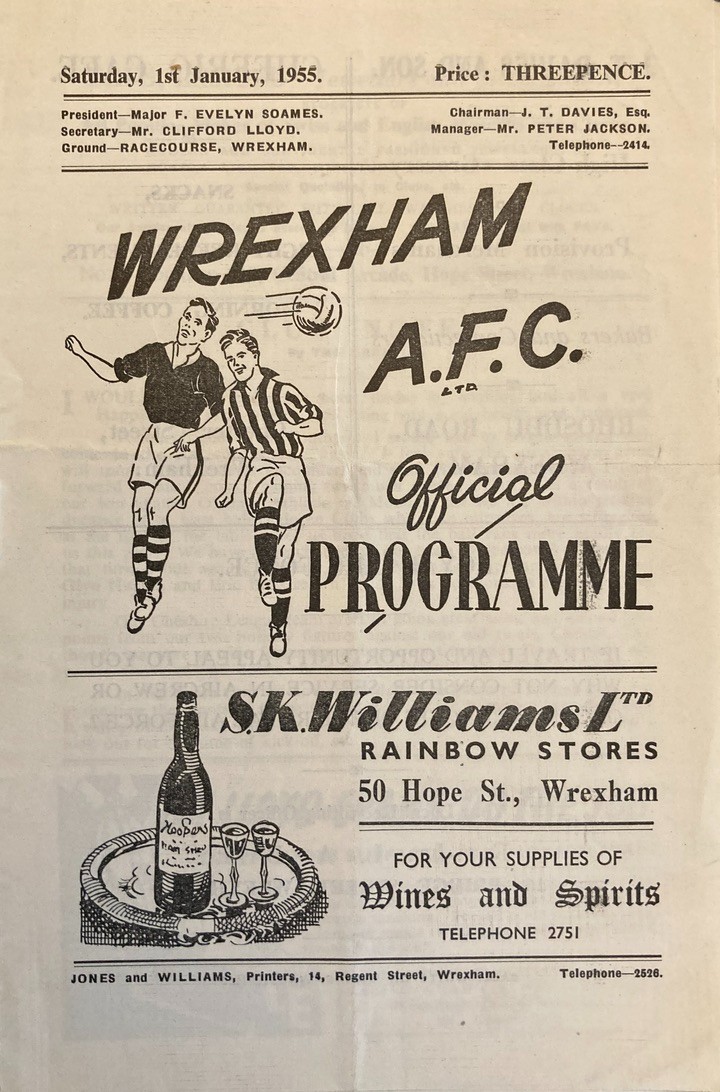 Saturday, 1st January, 1955. Price : THREEPENCE.
President—Major F. EVELYN SOAMES. Chairman—J. T. DAVIES, Esq.
Secretary—Mr. CLIFFORD LLOYD. Manager—Mr. PETER JACKSON.
Ground—RACECOURSE, WREXHAM. Telephone--2414.
WREXHAM
A.F.C.
LTD.
Official
PROGRAMME
S.K. Williams LTD
RAINBOW STORES
50 Hope St., Wrexham
FOR YOUR SUPPLIES OF
Wines and Spirits
TELEPHONE 2751
JONES and WILLIAMS, Printers, 14, Regent Street, Wrexham. Telephone—2526.